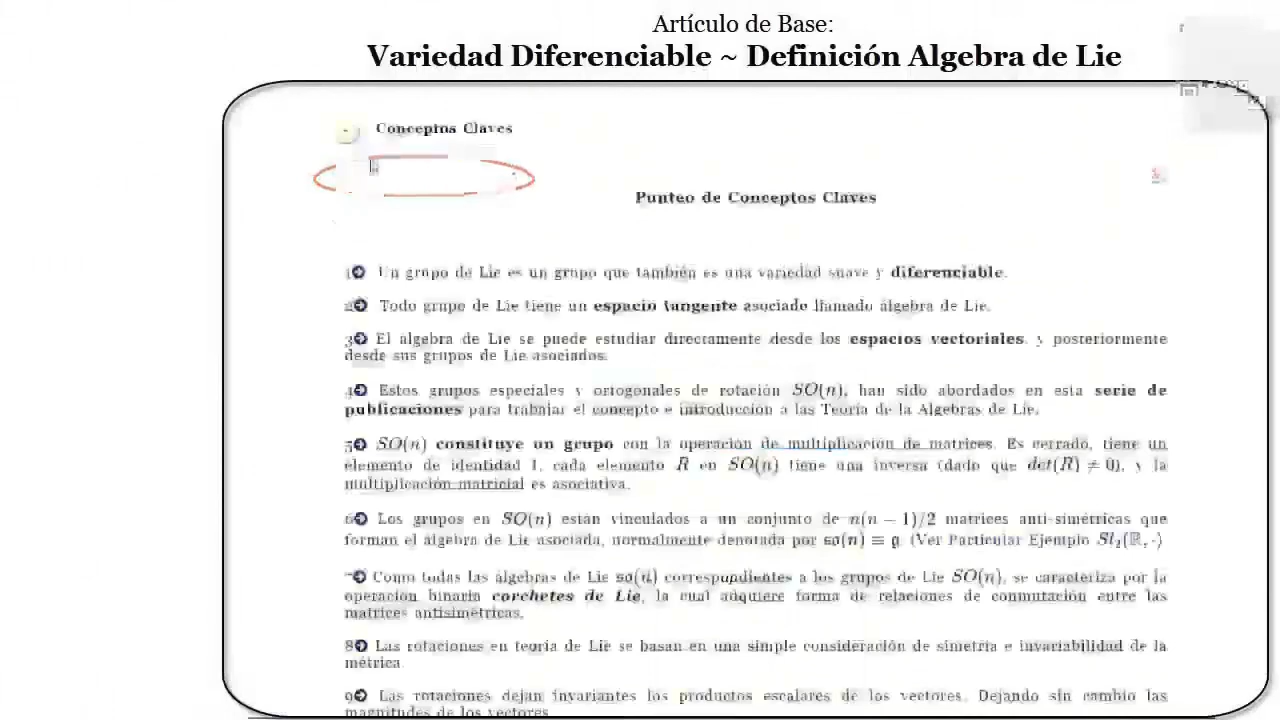 Artículo de Base:
Variedad Diferenciable ~ Definición Algebra de Lie
Conceptos Claves
Punteo de Conceptos Claves
1 Un grupo de Lie es un grupo que también es una variedad suave y diferenciable.
2 Todo grupo de Lie tiene un espacio tangente asociado llamado álgebra de Lie.
3 El algebra de Lie se puede estudiar directamente desde los espacios vectoriales, y posteriormente
desde sus grupos de Lie asociados.
4 Estos grupos especiales y ortogonales de rotación SO(n), han sido abordados en esta serie de
publicaciones para trabajar el concepto e introducción a las Teoría de la Algebras de Lie.
5 SO(n) constituye un grupo con la operación de multiplicación de matrices. Es cerrado, tiene un
elemento de identidad 1, cada elemento R en SO(n) tiene una inversa (dado que det(R) ≠ 0), y la
multiplicación matricial es asociativa.
6 Los grupos en SO(n) están vinculados a un conjunto de n(n − 1)/2 matrices anti-simétricas que
forman el álgebra de Lie asociada, normalmente denotada por so(n) ≡ g (Ver Particular Ejemplo Sl₂(ℝ, ·)
7 Como todas las álgebras de Lie so(n) correspondientes a los grupos de Lie SO(n), se caracteriza por la
operación binaria corchetes de Lie, la cual adquiere forma de relaciones de conmutación entre las
matrices antisimétricas.
8 Las rotaciones en teoría de Lie se basan en una simple consideración de simetría e invariabilidad de la
métrica.
9 Las rotaciones dejan invariantes los productos escalares de los vectores. Dejando sin cambio las
magnitudes de los vectores